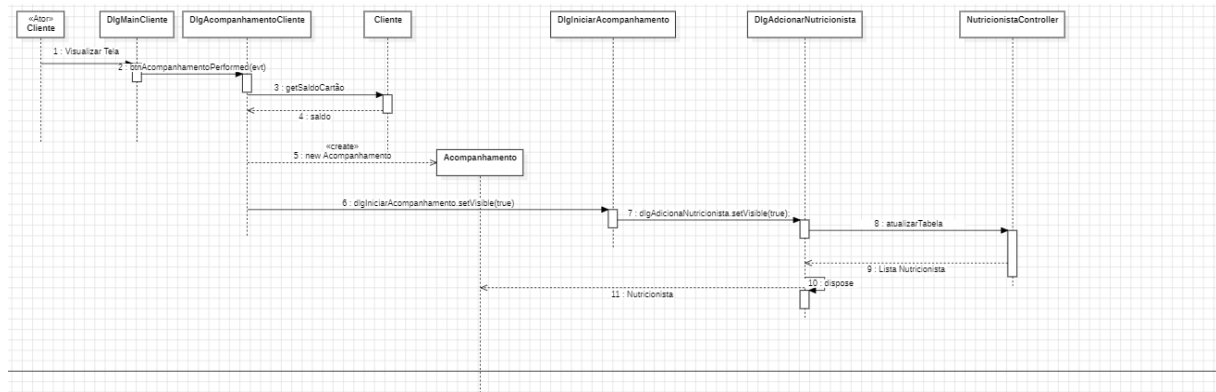 «Ator»
Cliente
DlgMainCliente
DlgAcompanhamentoCliente
Cliente
DlgIniciarAcompanhamento
DlgAdcionarNutricionista
NutricionistaController
1 : Visualizar Tela
2 : btnAcompanhamentoPerformed(evt)
3 : getSaldoCartão
4 : saldo
«create»
5 : new Acompanhamento
Acompanhamento
6 : dlgIniciarAcompanhamento.setVisible(true)
7 : dlgAdicionaNutricionista.setVisible(true);
8 : atualizarTabela
9 : Lista Nutricionista
10 : dispose
11 : Nutricionista